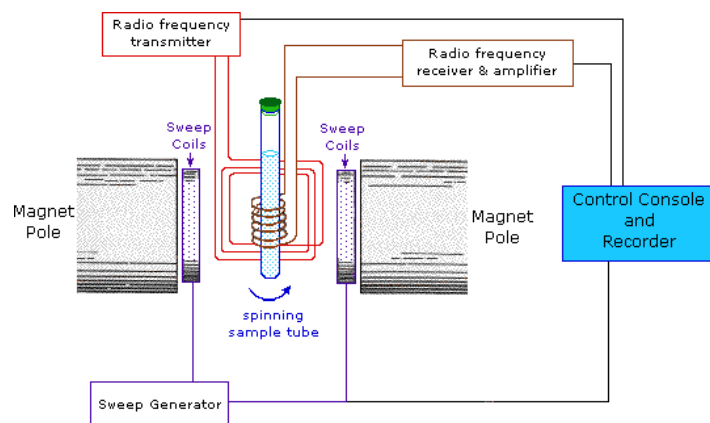 Radio frequency
transmitter
Radio frequency
receiver & amplifier
Sweep
Coils
Sweep
Coils
Magnet
Pole
Magnet
Pole
Control Console
and
Recorder
spinning
sample tube
Sweep Generator